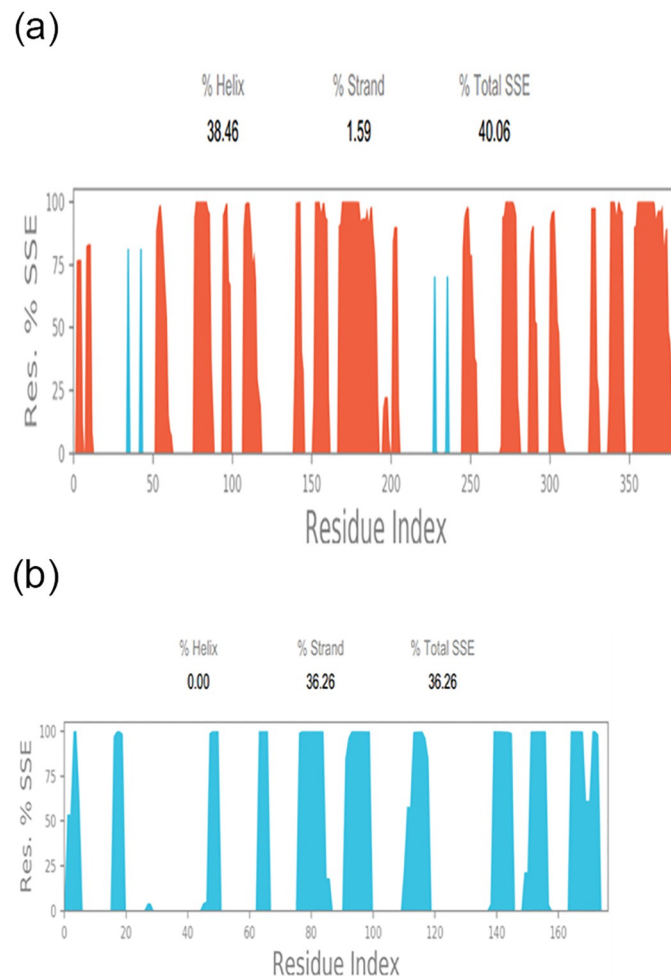 (a)
% Helix % Strand % Total SSE
38.46 1.59 40.06
100
75
50
25
0
Res. % SSE
0 50 100 150 200 250 300 350
Residue Index
(b)
% Helix % Strand % Total SSE
0.00 36.26 36.26
100
75
50
25
0
Res. % SSE
0 20 40 60 80 100 120 140 160
Residue Index